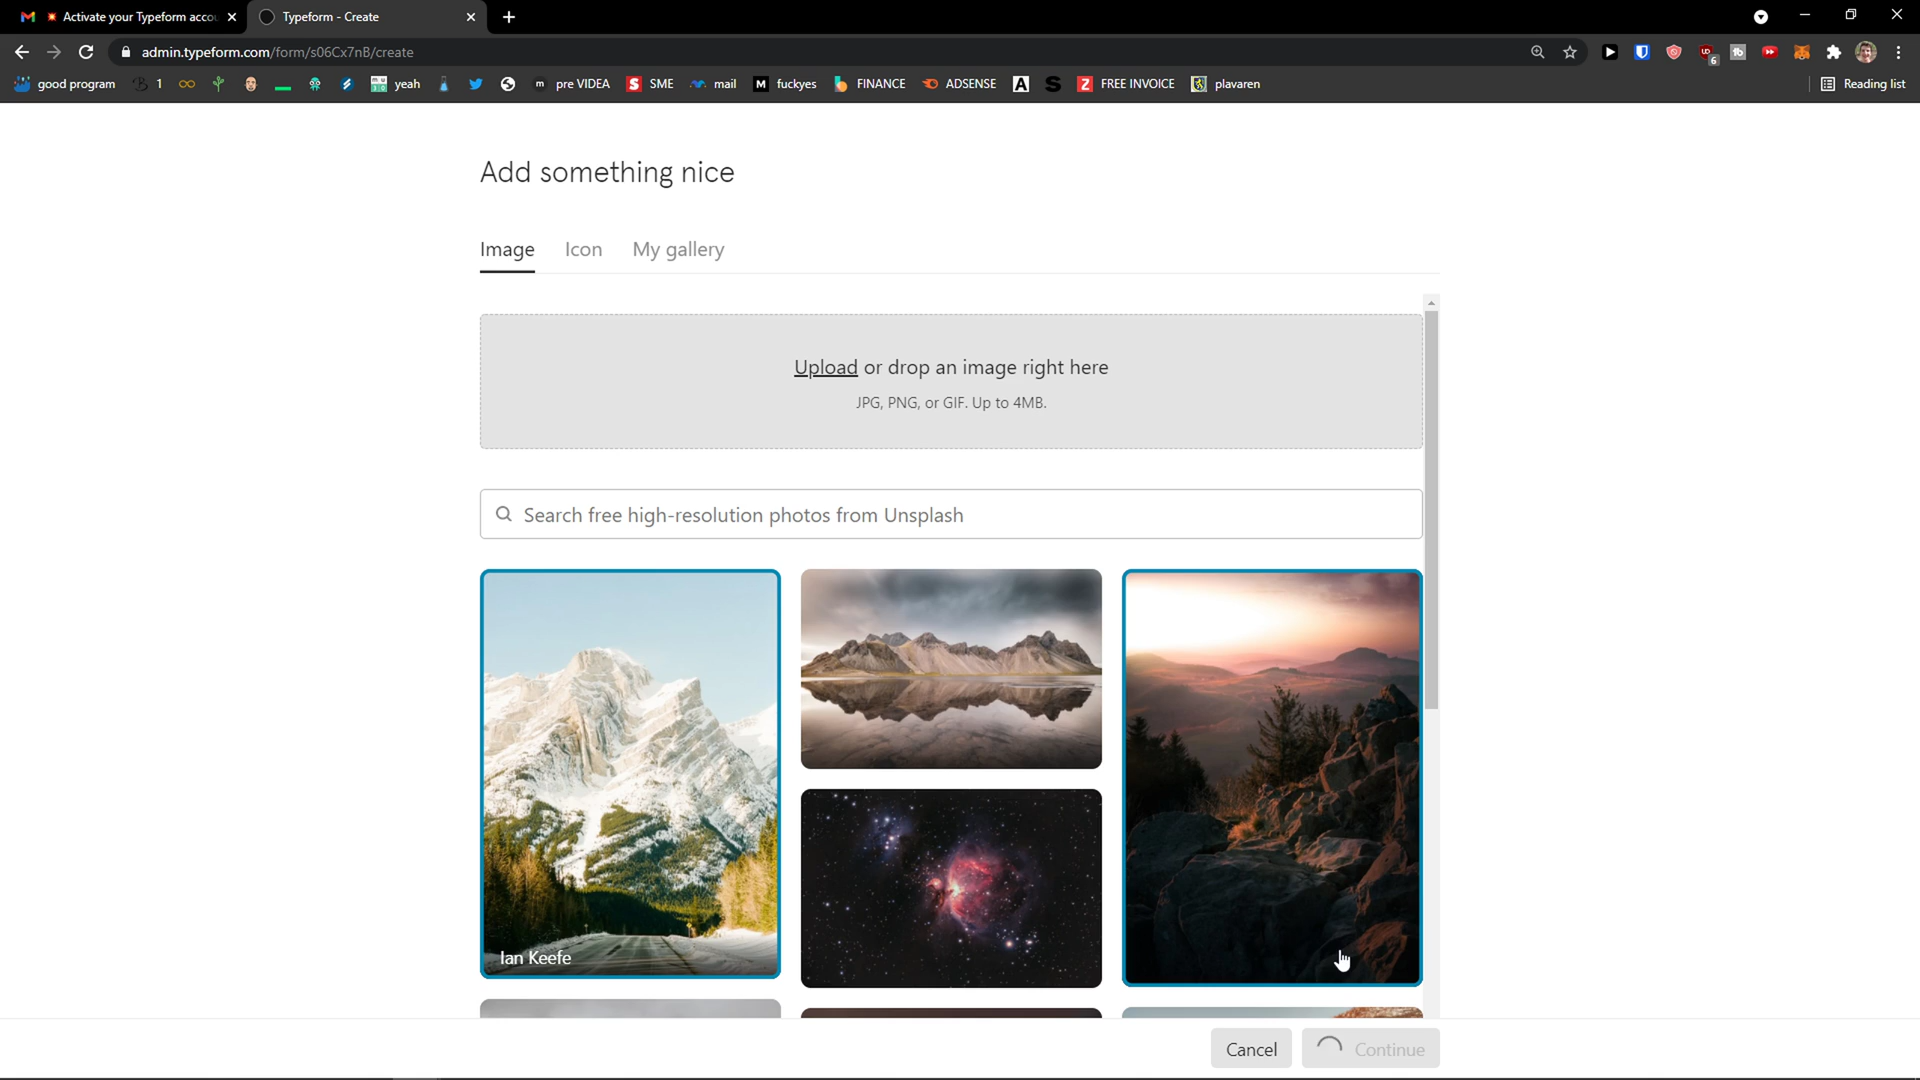 Activate your Typeform accou
Typeform - Create
admin.typeform.com/form/s06Cx7nB/create
6
good program
1
yeah
pre VIDEA
SME
mail
fuckyes
FINANCE
ADSENSE
FREE INVOICE
plavaren
Reading list
Add something nice
Image Icon My gallery
Upload or drop an image right here
JPG, PNG, or GIF. Up to 4MB.
Search free high-resolution photos from Unsplash
Ian Keefe
Cancel
Continue